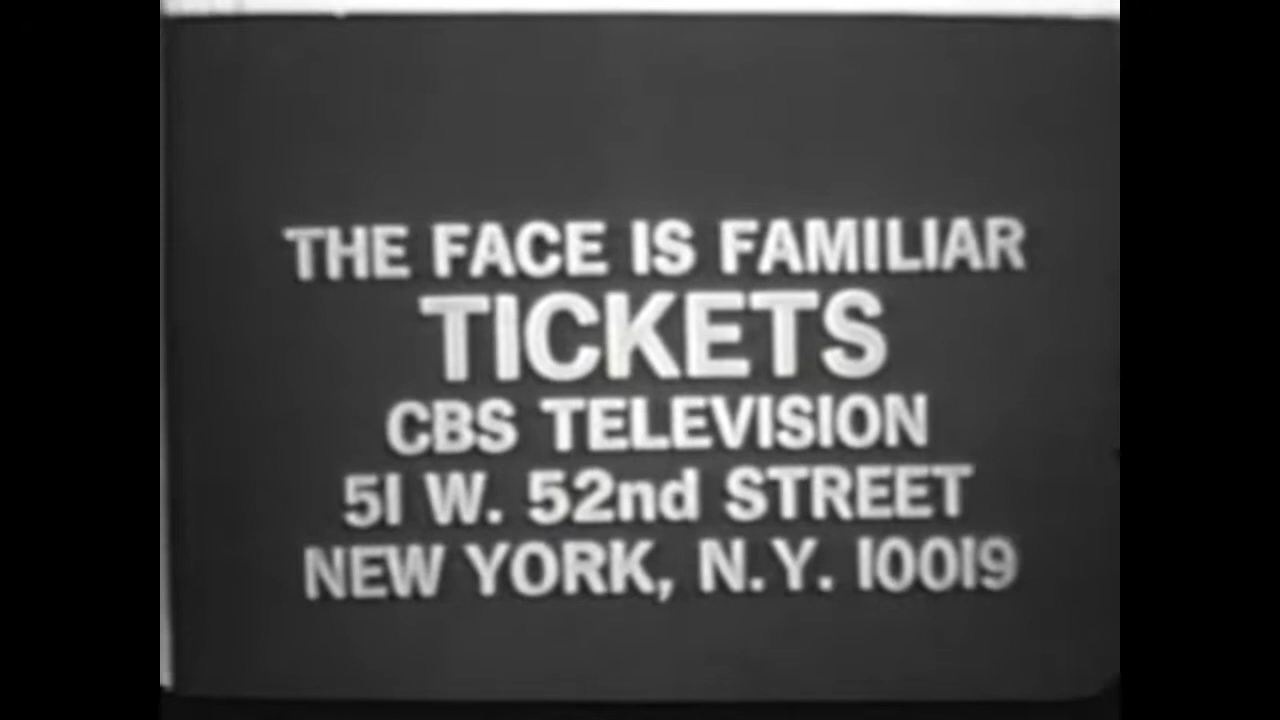 THE FACE IS FAMILIAR
TICKETS
CBS TELEVISION
51 W. 52nd STREET
NEW YORK, N.Y. 10019